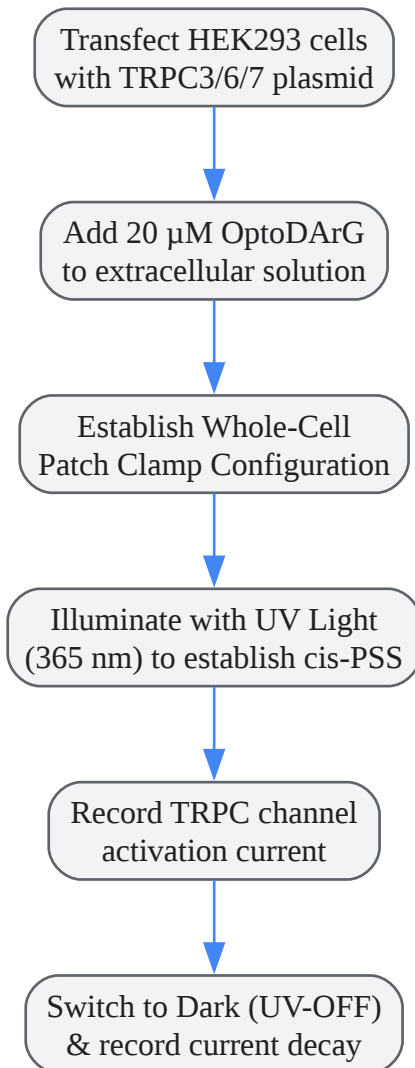 Transfect HEK293 cells
with TRPC3/6/7 plasmid
Add 20 µM OptoDArG
to extracellular solution
Establish Whole-Cell
Patch Clamp Configuration
Illuminate with UV Light
(365 nm) to establish cis-PSS
Record TRPC channel
activation current
Switch to Dark (UV-OFF)
& record current decay